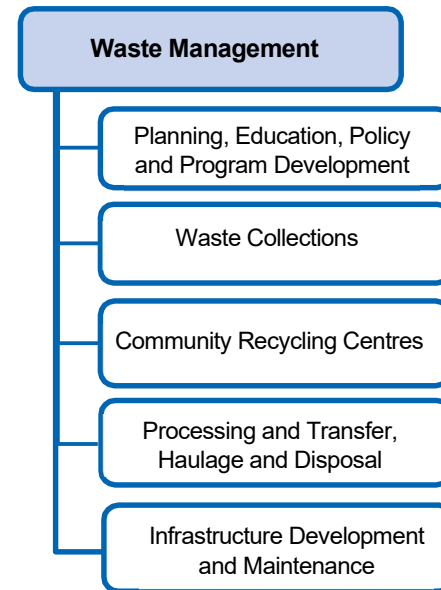 Waste Management
Planning, Education, Policy
and Program Development
Waste Collections
Community Recycling Centres
Processing and Transfer,
Haulage and Disposal
Infrastructure Development
and Maintenance